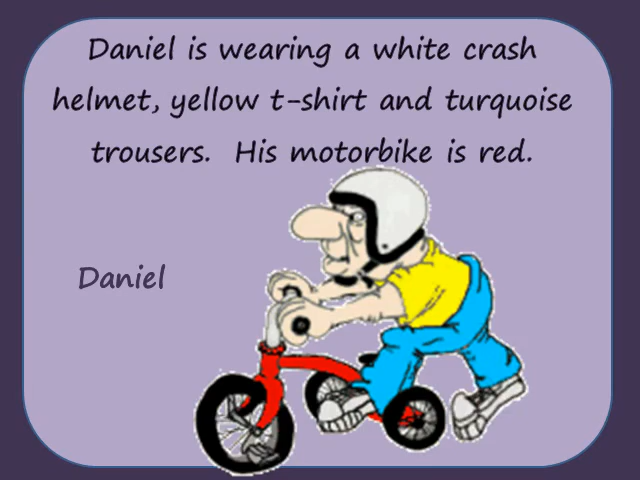 Daniel is wearing a white crash
helmet, yellow t-shirt and turquoise
trousers.  His motorbike is red.
Daniel